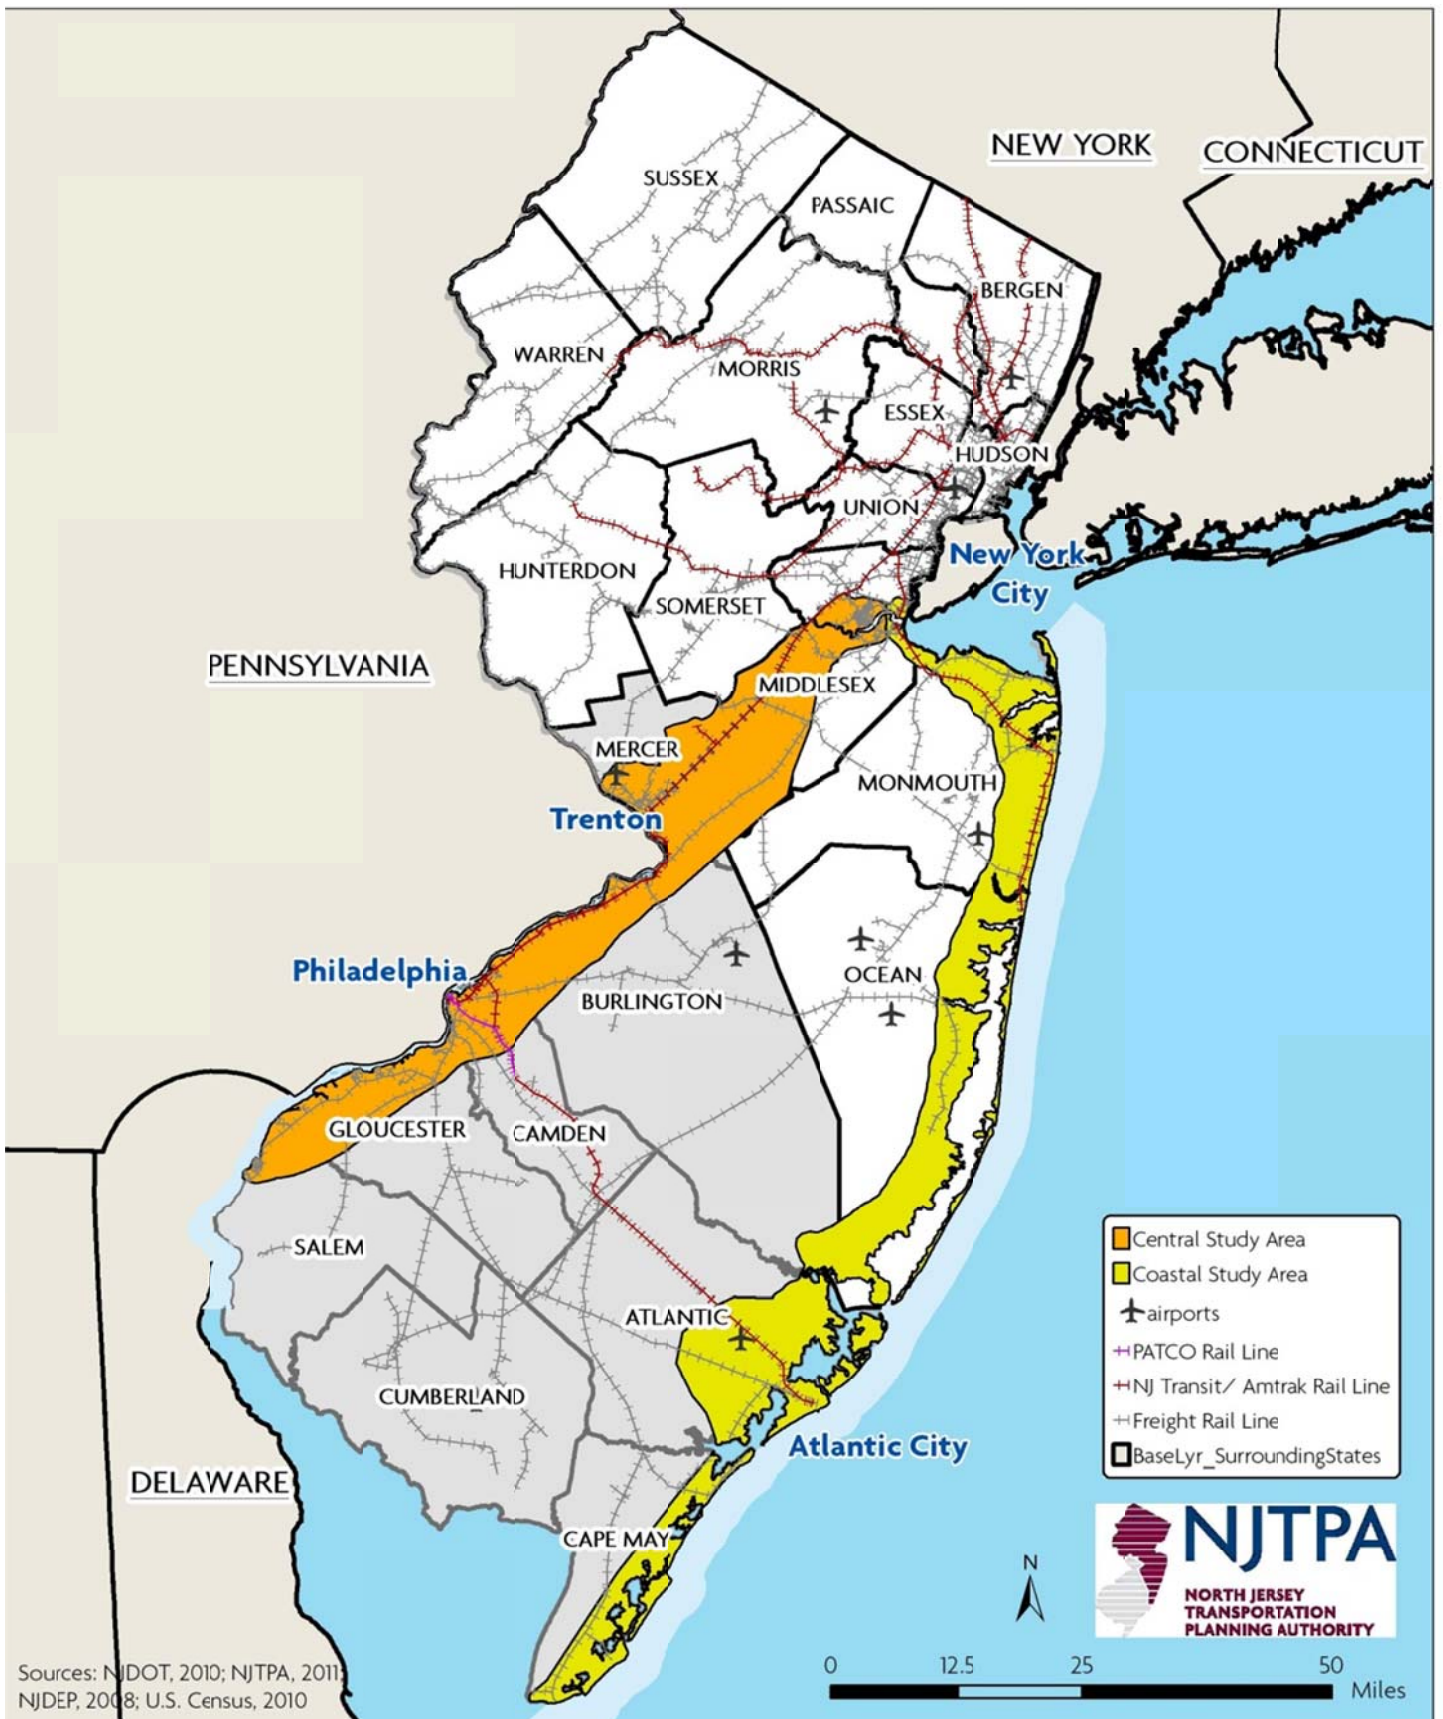 NEW YORK
CONNECTICUT
SUSSEX
PASSAIC
BERGEN
WARREN
MORRIS
ESSEX
HUDSON
UNION
New York
City
HUNTERDON
SOMERSET
PENNSYLVANIA
MIDDLESEX
MERCER
MONMOUTH
Trenton
Philadelphia
OCEAN
BURLINGTON
GLOUCESTER
CAMDEN
SALEM
ATLANTIC
CUMBERLAND
Atlantic City
DELAWARE
CAPE MAY
Central Study Area
Coastal Study Area
airports
PATCO Rail Line
NJ Transit/ Amtrak Rail Line
Freight Rail Line
BaseLyr_SurroundingStates
NJTPA
NORTH JERSEY
TRANSPORTATION
PLANNING AUTHORITY
N
0 12.5 25 50
Miles
Sources: NJDOT, 2010; NJTPA, 2011;
NJDEP, 2008; U.S. Census, 2010